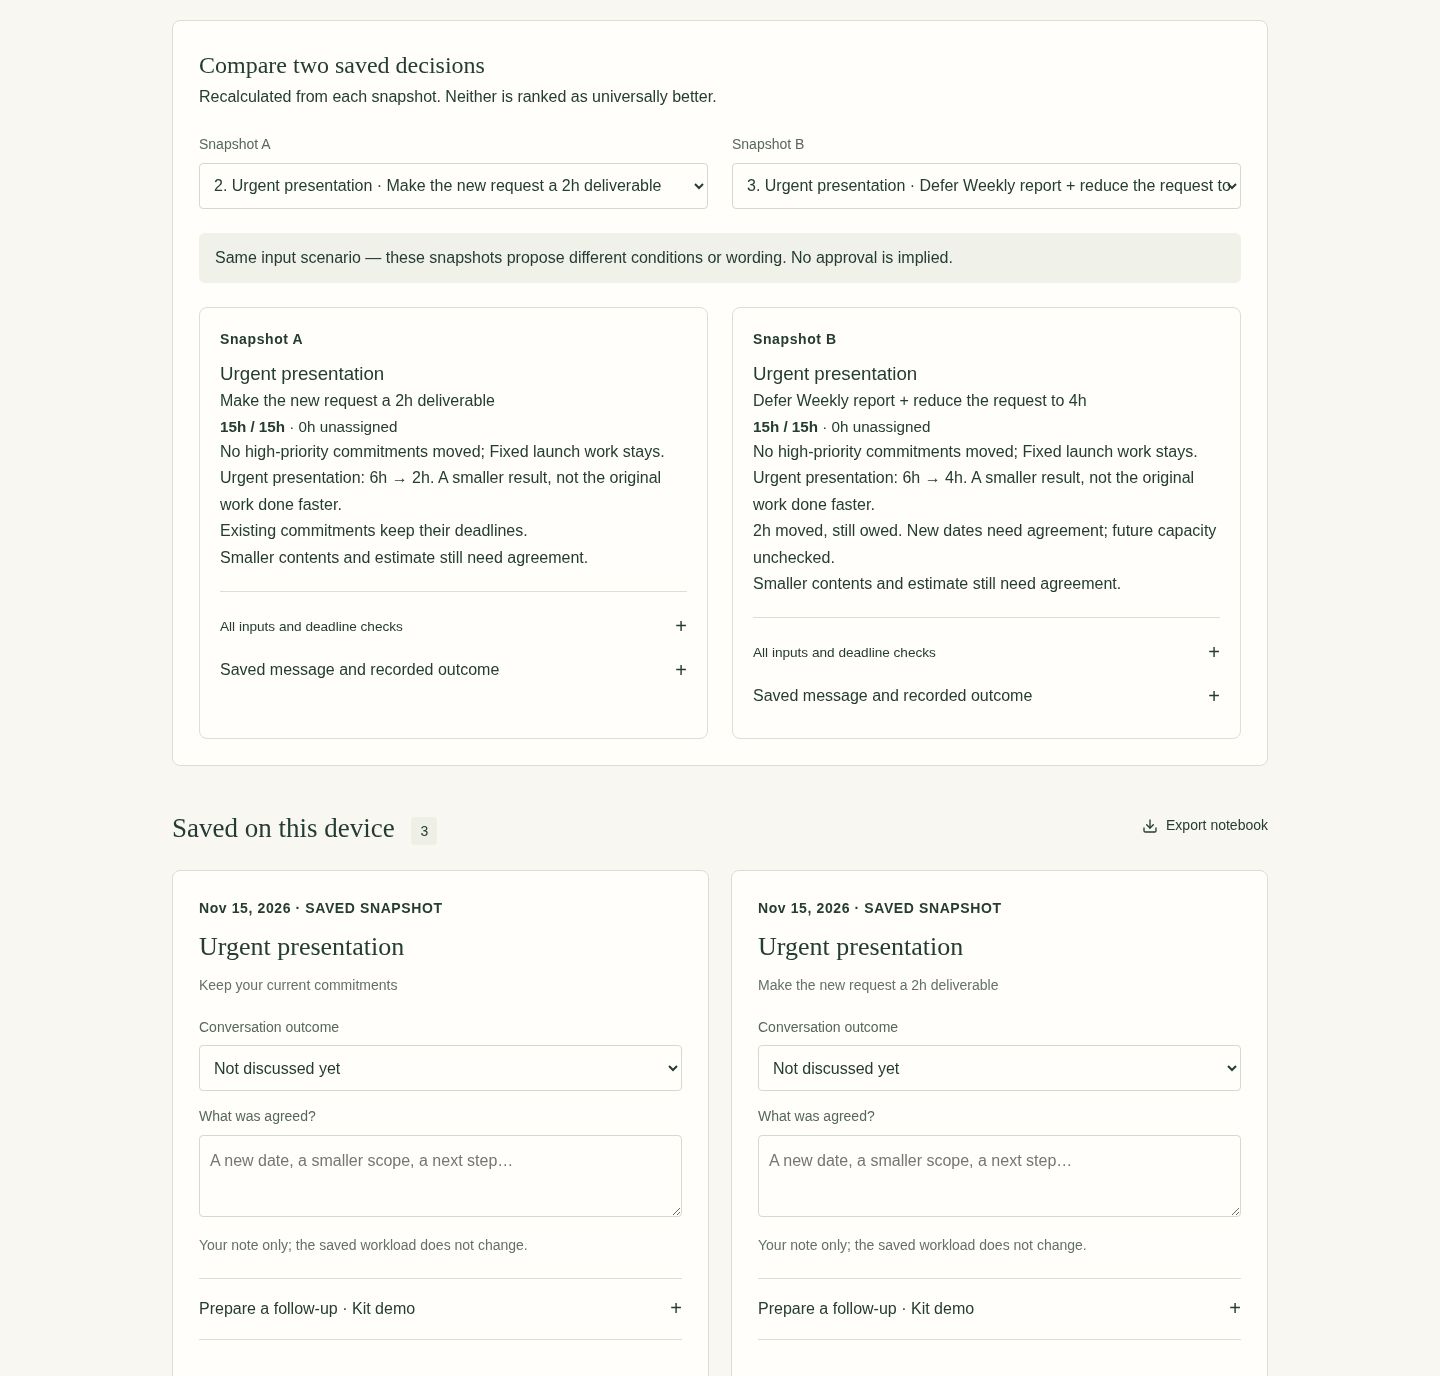 Compare two saved decisions
Recalculated from each snapshot. Neither is ranked as universally better.
Snapshot A
2. Urgent presentation · Make the new request a 2h deliverable
Snapshot B
3. Urgent presentation · Defer Weekly report + reduce the request to
Same input scenario — these snapshots propose different conditions or wording. No approval is implied.
Snapshot A
Urgent presentation
Make the new request a 2h deliverable
15h / 15h · 0h unassigned
No high-priority commitments moved; Fixed launch work stays.
Urgent presentation: 6h → 2h. A smaller result, not the original
work done faster.
Existing commitments keep their deadlines.
Smaller contents and estimate still need agreement.
All inputs and deadline checks +
Saved message and recorded outcome +
Snapshot B
Urgent presentation
Defer Weekly report + reduce the request to 4h
15h / 15h · 0h unassigned
No high-priority commitments moved; Fixed launch work stays.
Urgent presentation: 6h → 4h. A smaller result, not the original
work done faster.
2h moved, still owed. New dates need agreement; future capacity
unchecked.
Smaller contents and estimate still need agreement.
All inputs and deadline checks +
Saved message and recorded outcome +
Saved on this device 3
Export notebook
Nov 15, 2026 · SAVED SNAPSHOT
Urgent presentation
Keep your current commitments
Conversation outcome
Not discussed yet
What was agreed?
A new date, a smaller scope, a next step…
Your note only; the saved workload does not change.
Prepare a follow-up · Kit demo +
Nov 15, 2026 · SAVED SNAPSHOT
Urgent presentation
Make the new request a 2h deliverable
Conversation outcome
Not discussed yet
What was agreed?
A new date, a smaller scope, a next step…
Your note only; the saved workload does not change.
Prepare a follow-up · Kit demo +